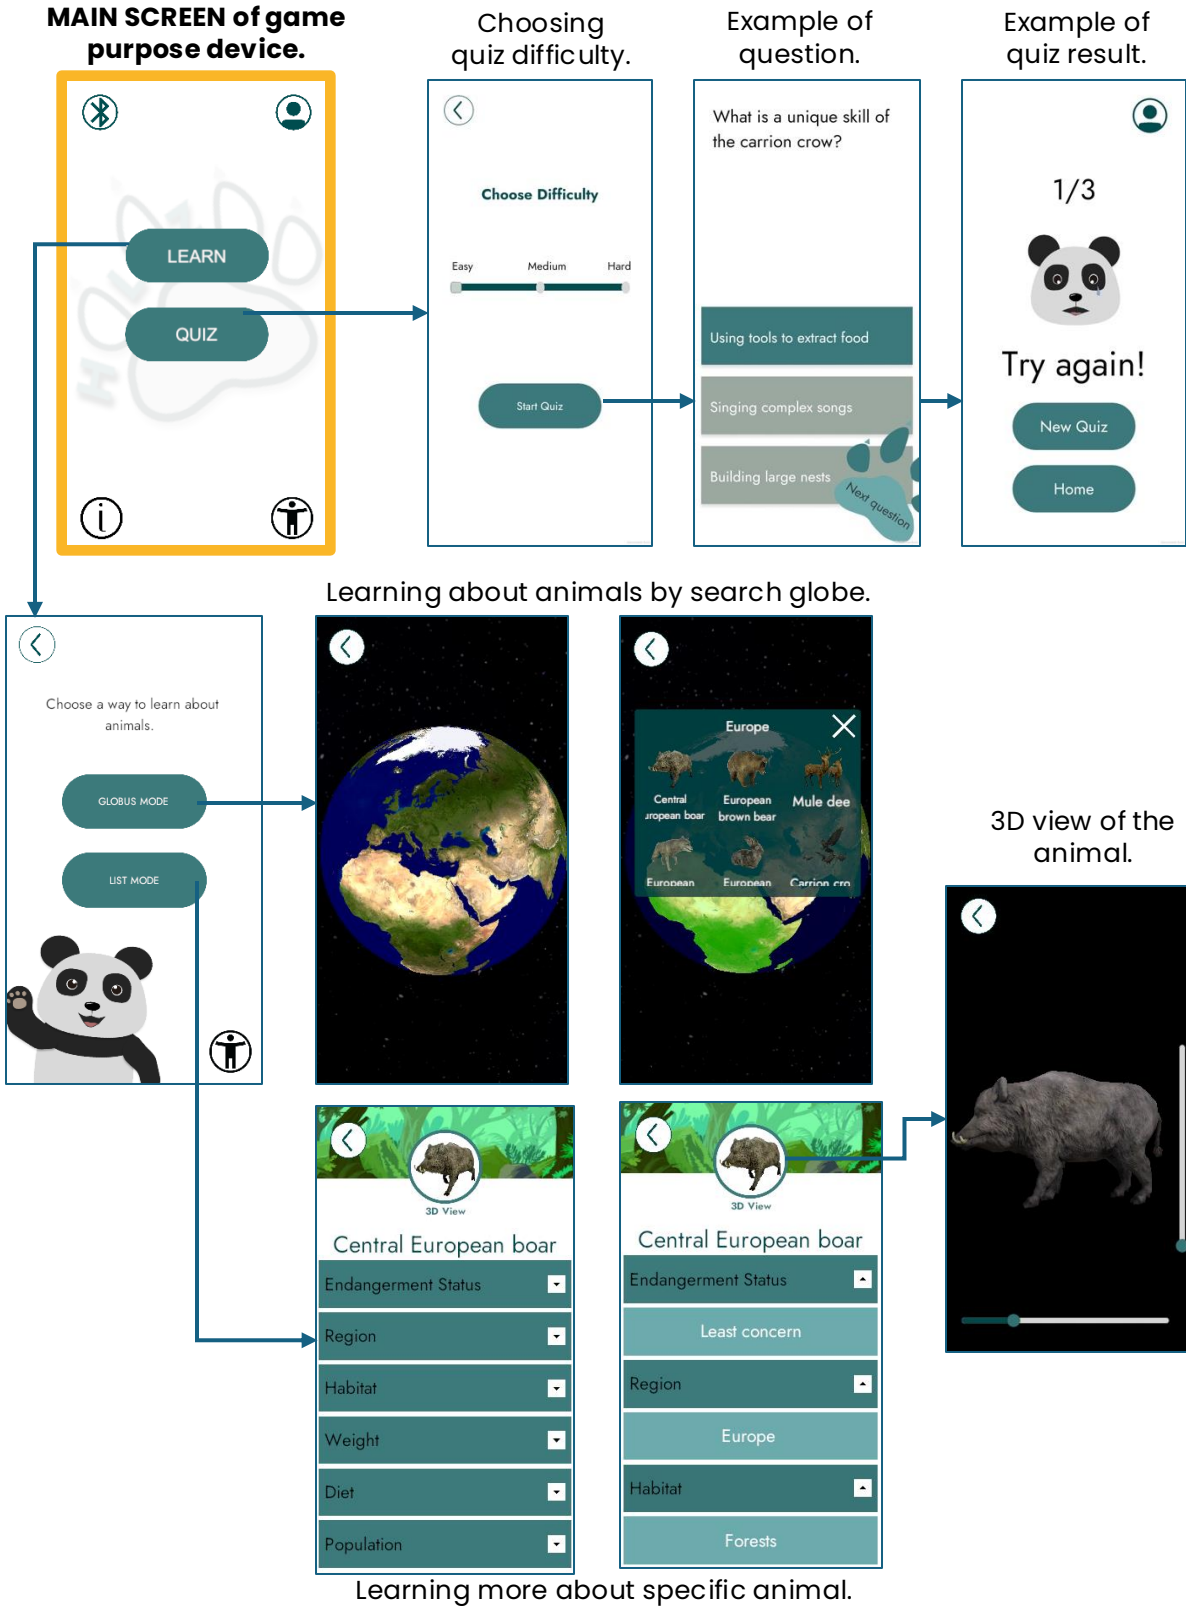 MAIN SCREEN of game
purpose device.
Choosing
quiz difficulty.
Example of
question.
Example of
quiz result.
LEARN
QUIZ
Choose Difficulty
Easy
Medium
Hard
Start Quiz
What is a unique skill of
the carrion crow?
Using tools to extract food
Singing complex songs
Building large nests
Next question
1/3
Try again!
New Quiz
Home
Learning about animals by search globe.
Choose a way to learn about
animals.
GLOBUS MODE
LIST MODE
Europe
Central
uropean boar
European
brown bear
Mule dee
European
European
Carrion cro
3D view of the
animal.
3D View
Central European boar
Endangerment Status
Region
Habitat
Weight
Diet
Population
3D View
Central European boar
Endangerment Status
Least concern
Region
Europe
Habitat
Forests
Learning more about specific animal.